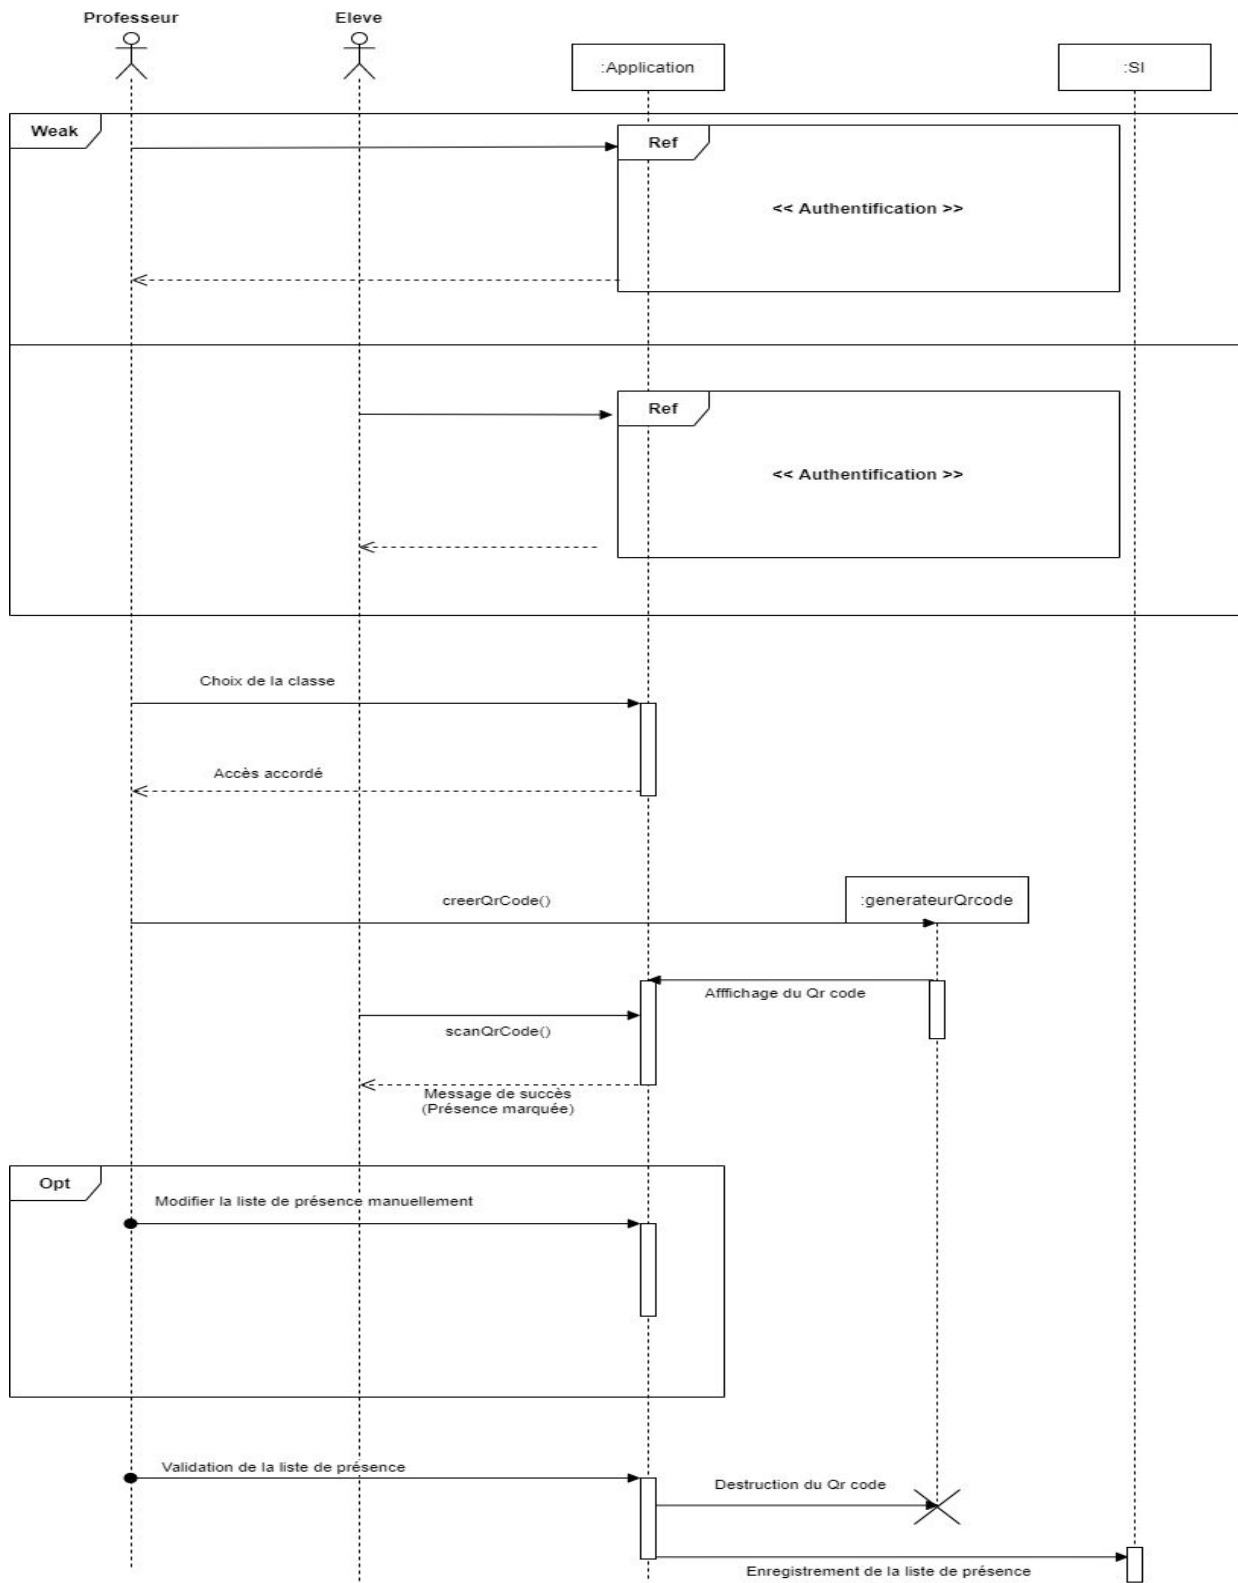 Professeur
Eleve
:Application
:SI
Weak
Ref
<< Authentification >>
Ref
<< Authentification >>
Choix de la classe
Accès accordé
creerQrCode()
:generateurQrcode
Afffichage du Qr code
scanQrCode()
Message de succès
(Présence marquée)
Opt
Modifier la liste de présence manuellement
Validation de la liste de présence
Destruction du Qr code
Enregistrement de la liste de présence